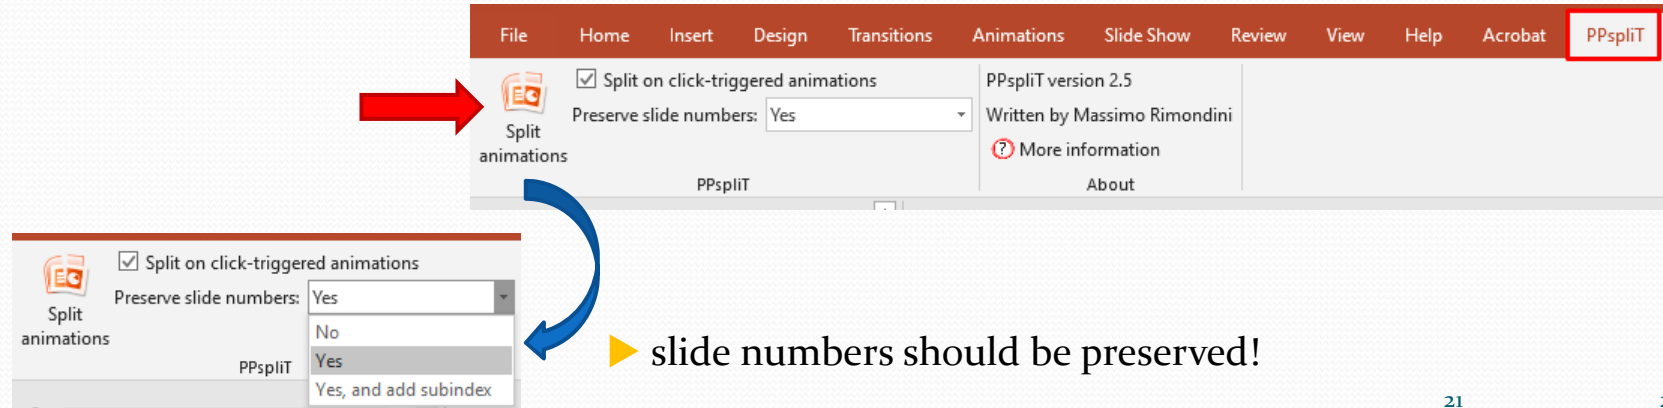 File Home Insert Design Transitions Animations Slide Show Review View Help Acrobat PPspliT
Split animations
Split on click-triggered animations
Preserve slide numbers: Yes
PPspliT
PPspliT version 2.5
Written by Massimo Rimondini
More information
About
Split animations
Split on click-triggered animations
Preserve slide numbers: Yes
No
Yes
Yes, and add subindex
PPspliT
slide numbers should be preserved!
21